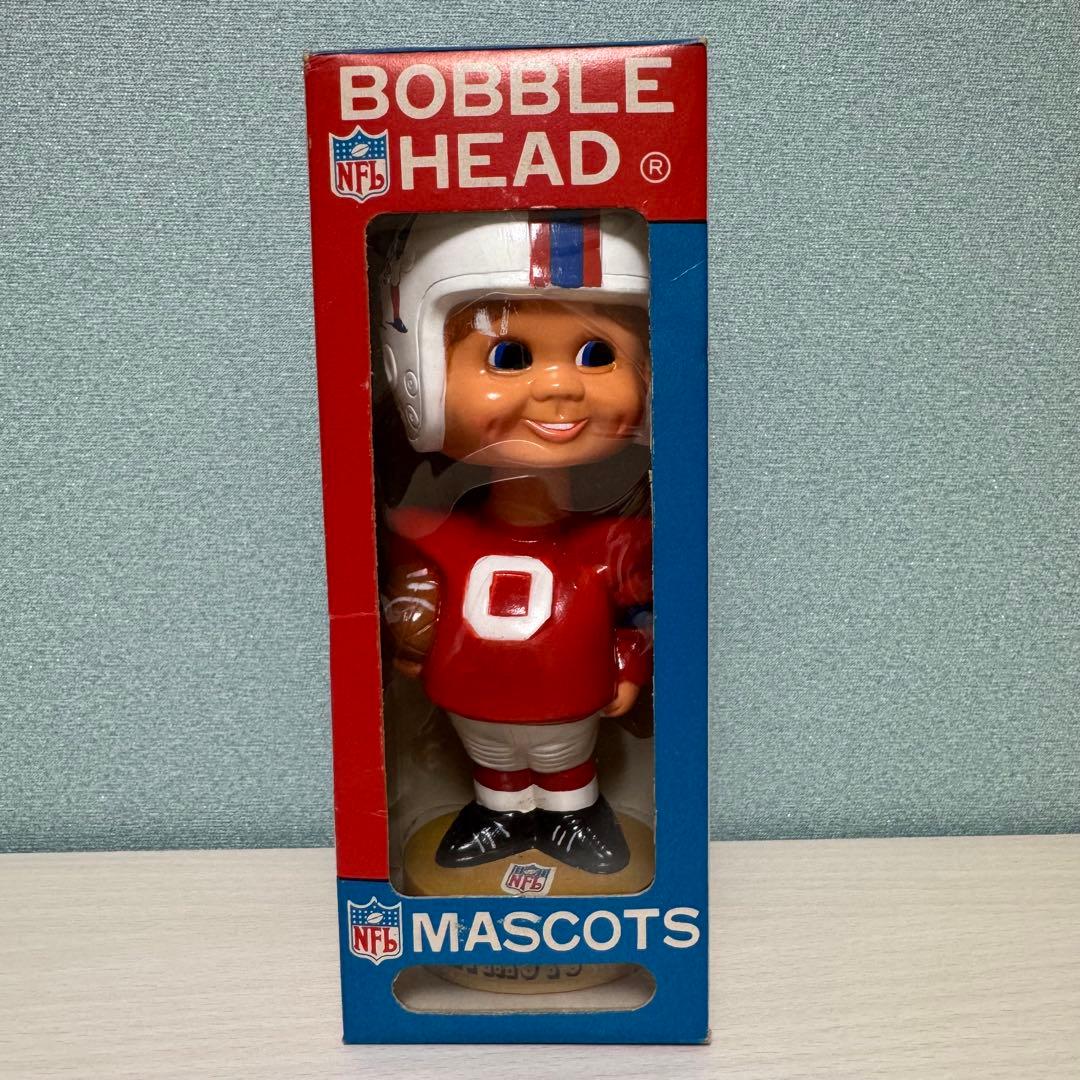 BOBBLE
NFL HEAD ®
0
NFL
NFL MASCOTS